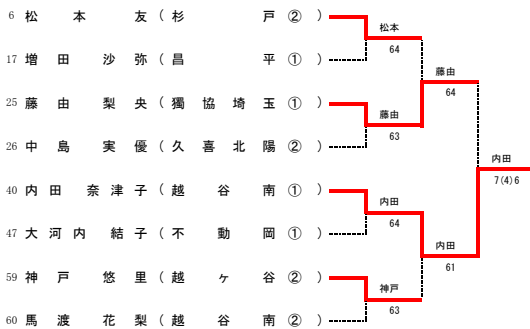 6 松本 友 ( 杉戸 ② )
17 増田 沙弥 ( 昌平 ① )
25 藤由 梨央 ( 獨協埼玉 ① )
26 中島 実優 ( 久喜北陽 ② )
40 内田 奈津子 ( 越谷南 ① )
47 大河内 結子 ( 不動岡 ① )
59 神戸 悠里 ( 越ヶ谷 ② )
60 馬渡 花梨 ( 越谷南 ② )
松本
64
藤由
63
内田
64
神戸
63
藤由
64
内田
61
内田
7(4)6